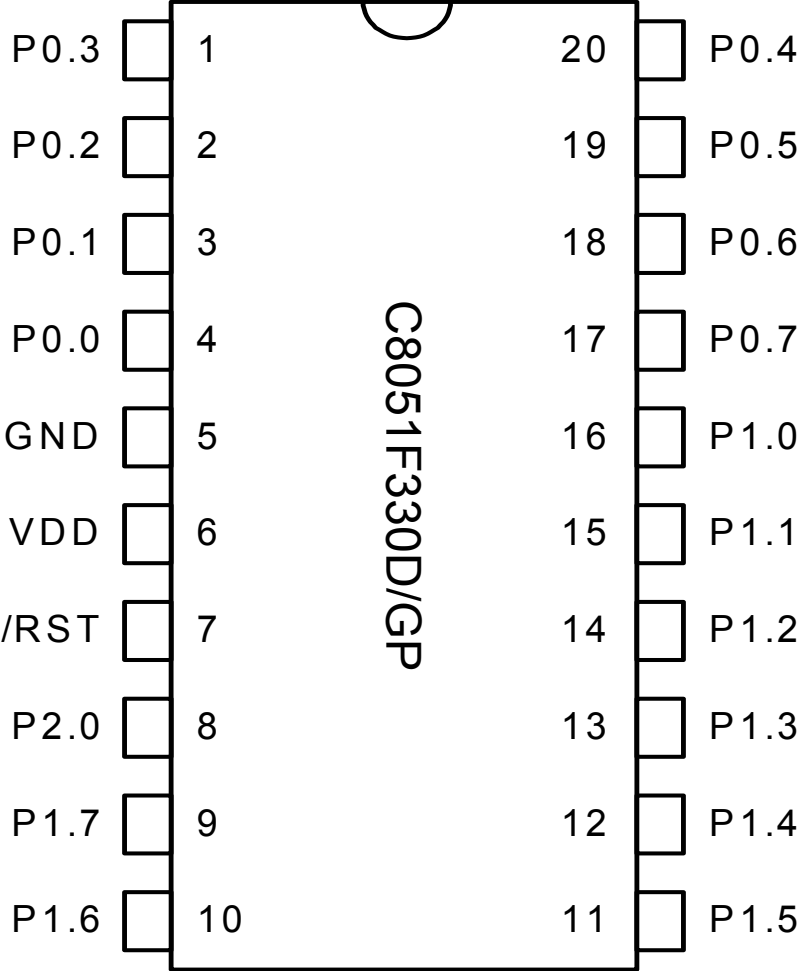 P0.3 1 20 P0.4
P0.2 2 19 P0.5
P0.1 3 18 P0.6
P0.0 4 17 P0.7
GND 5 16 P1.0
VDD 6 15 P1.1
/RST 7 14 P1.2
P2.0 8 13 P1.3
P1.7 9 12 P1.4
P1.6 10 11 P1.5
C8051F330D/GP